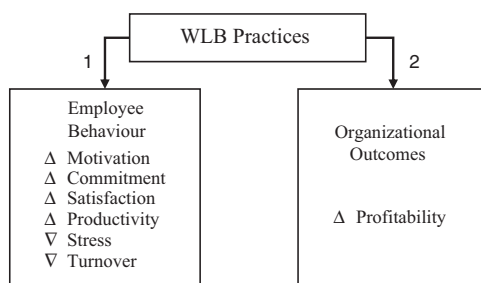 WLB Practices
1
2
Employee
Behaviour
Δ Motivation
Δ Commitment
Δ Satisfaction
Δ Productivity
∇ Stress
∇ Turnover
Organizational
Outcomes
Δ Profitability